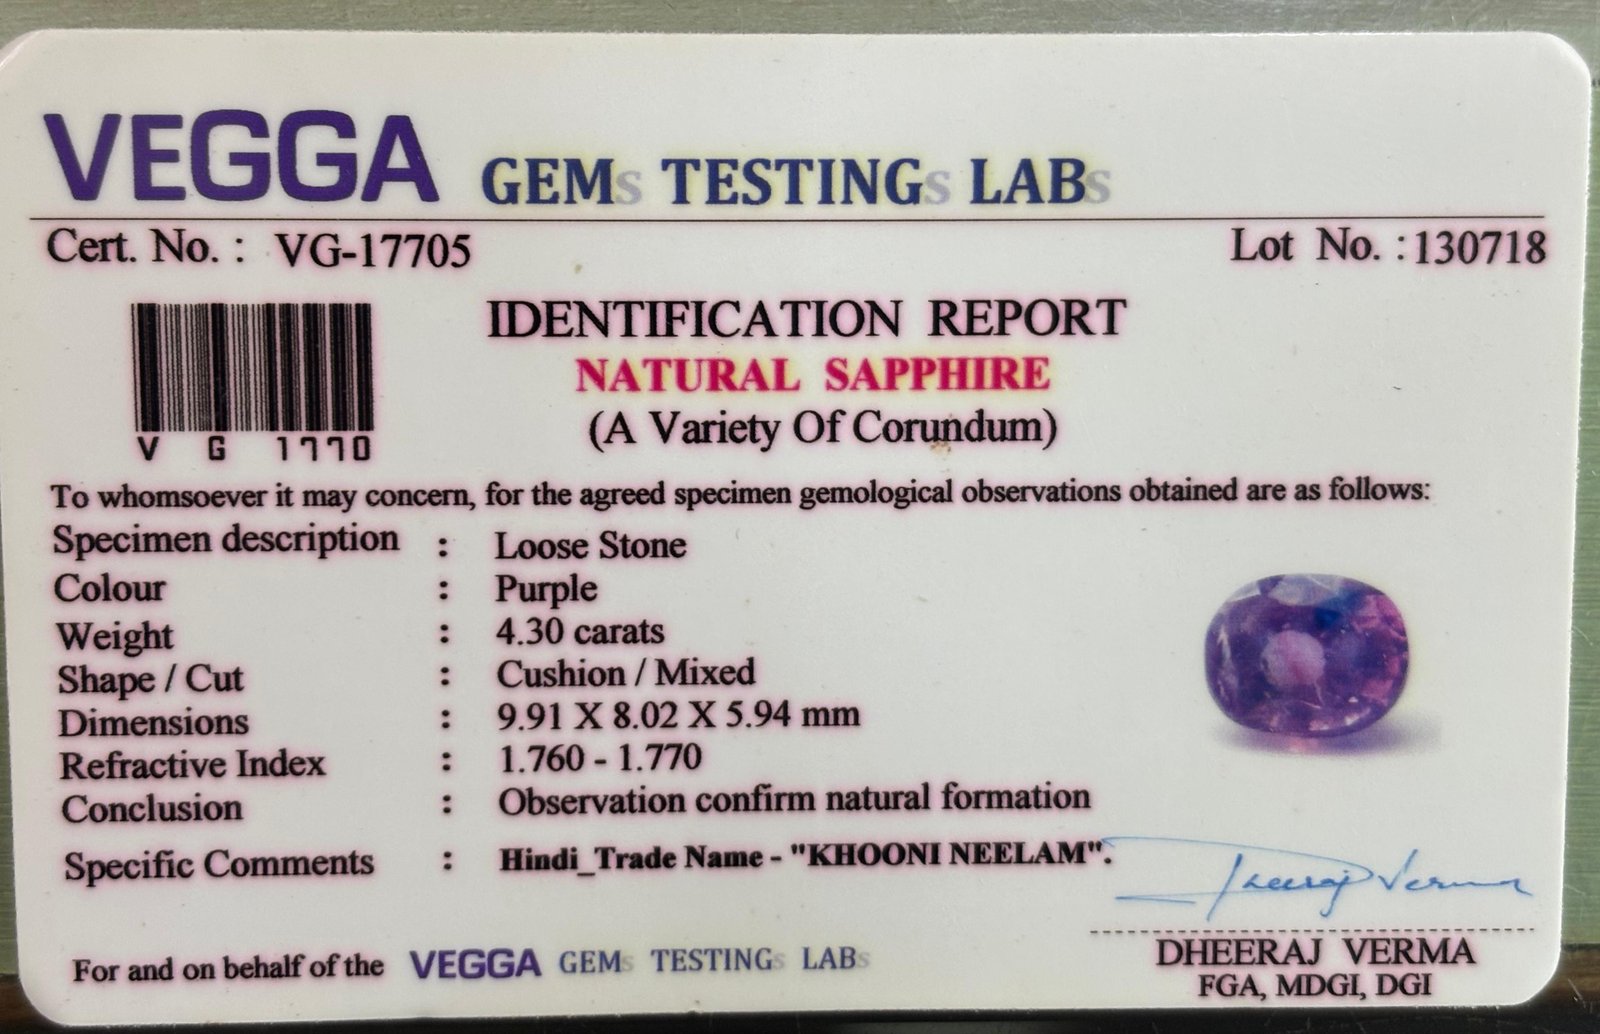 VEGGA GEMs TESTINGs LABs
Cert. No. : VG-17705 Lot No. : 130718
V G 1770
IDENTIFICATION REPORT
NATURAL SAPPHIRE
(A Variety Of Corundum)
To whomsoever it may concern, for the agreed specimen gemological observations obtained are as follows:
Specimen description : Loose Stone
Colour : Purple
Weight : 4.30 carats
Shape / Cut : Cushion / Mixed
Dimensions : 9.91 X 8.02 X 5.94 mm
Refractive Index : 1.760 - 1.770
Conclusion : Observation confirm natural formation
Specific Comments : Hindi_Trade Name - "KHOONI NEELAM".
Dheeraj Verma
For and on behalf of the VEGGA GEMs TESTINGs LABs
DHEERAJ VERMA
FGA, MDGI, DGI